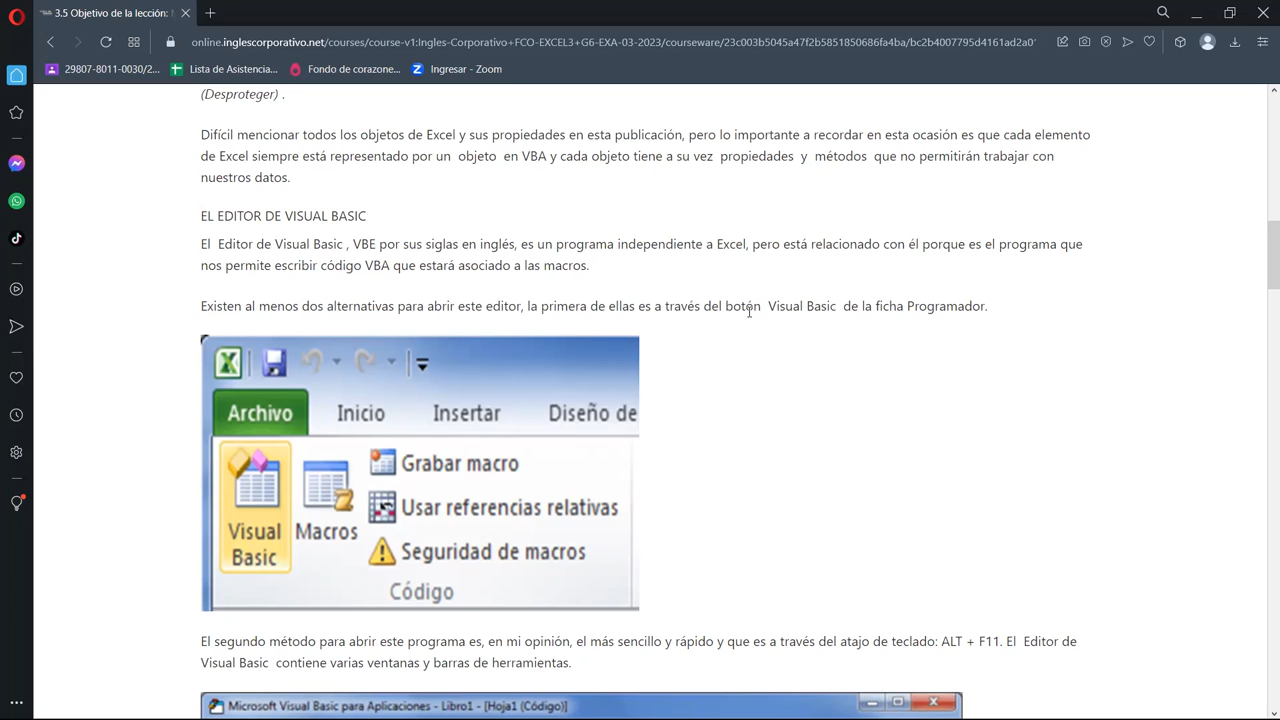 3.5 Objetivo de la lección:
online.inglescorporativo.net/courses/course-v1:Ingles-Corporativo+FCO-EXCEL3+G6-EXA-03-2023/courseware/23c003b5045a47f2b5851850686fa4ba/bc2b4007795d4161ad2a0
29807-8011-0030/2... Lista de Asistencia... Fondo de corazone... Ingresar - Zoom
(Desproteger) .
Difícil mencionar todos los objetos de Excel y sus propiedades en esta publicación, pero lo importante a recordar en esta ocasión es que cada elemento
de Excel siempre está representado por un objeto en VBA y cada objeto tiene a su vez propiedades y métodos que no permitirán trabajar con
nuestros datos.
EL EDITOR DE VISUAL BASIC
El Editor de Visual Basic , VBE por sus siglas en inglés, es un programa independiente a Excel, pero está relacionado con él porque es el programa que
nos permite escribir código VBA que estará asociado a las macros.
Existen al menos dos alternativas para abrir este editor, la primera de ellas es a través del botón Visual Basic de la ficha Programador.
Archivo Inicio Insertar Diseño de
Grabar macro
Usar referencias relativas
Visual Basic
Macros
Seguridad de macros
Código
El segundo método para abrir este programa es, en mi opinión, el más sencillo y rápido y que es a través del atajo de teclado: ALT + F11. El Editor de
Visual Basic contiene varias ventanas y barras de herramientas.
Microsoft Visual Basic para Aplicaciones - Libro1 - [Hoja1 (Código)]